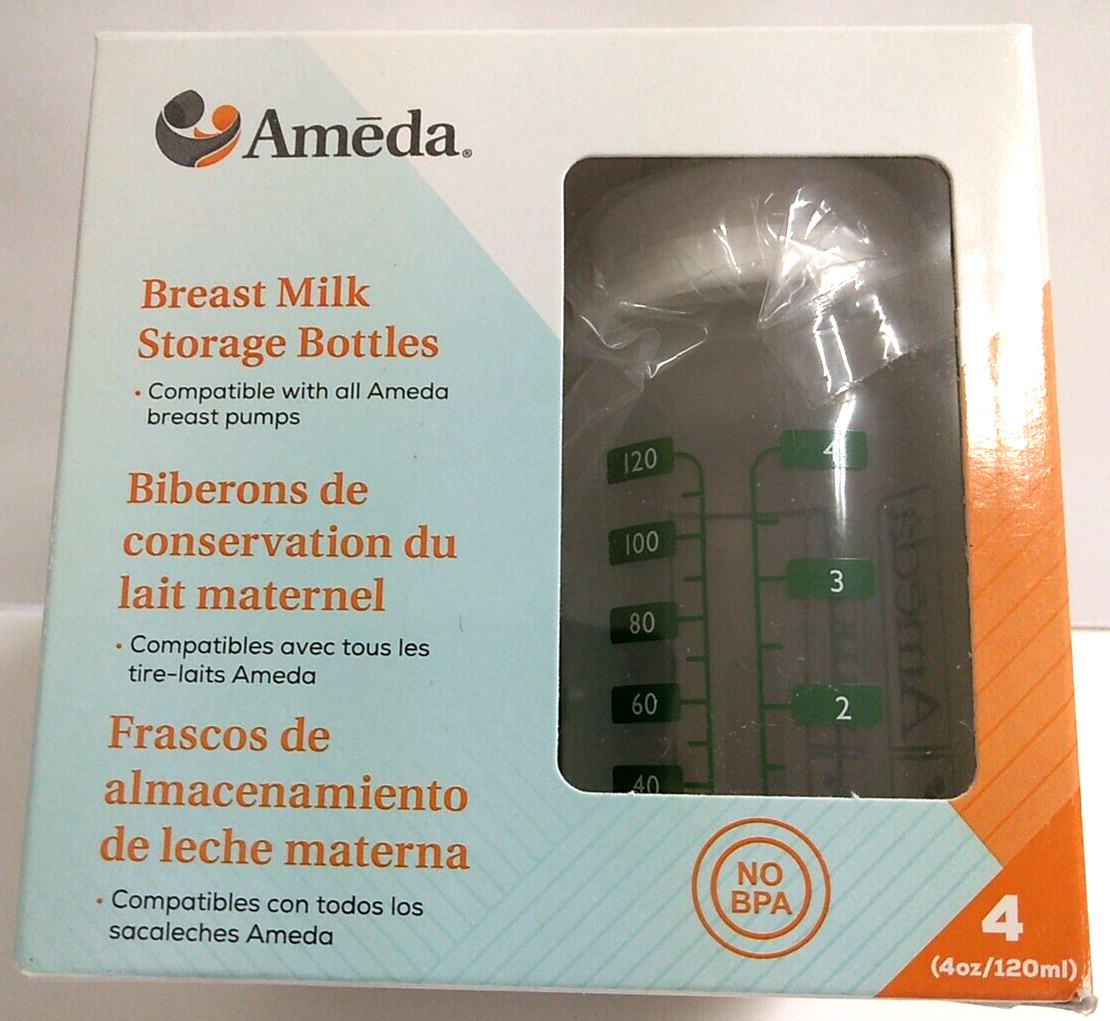 Amēda®
Breast Milk
Storage Bottles
• Compatible with all Ameda
breast pumps
Biberons de
conservation du
lait maternel
• Compatibles avec tous les
tire-laits Ameda
Frascos de
almacenamiento
de leche materna
• Compatibles con todos los
sacaleches Ameda
120
100
80
60
40
4
3
2
Ameda
NO
BPA
4
(4oz/120ml)